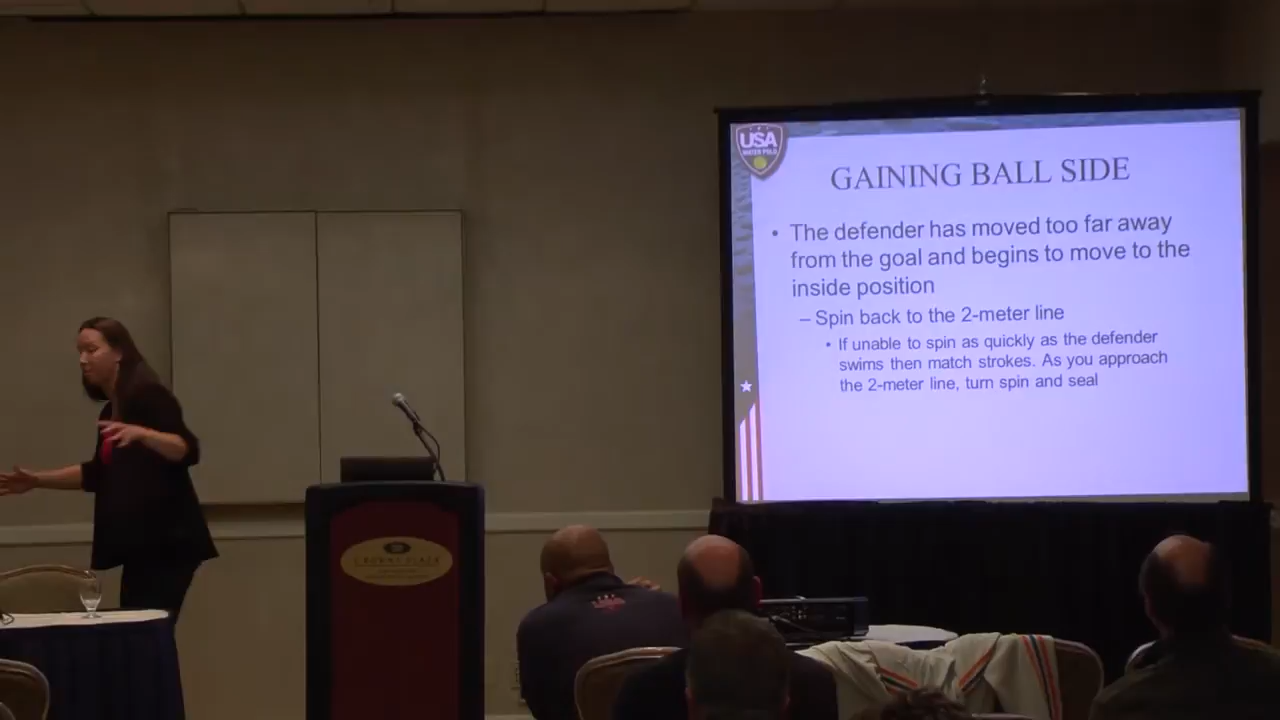 USA
WATER POLO
GAINING BALL SIDE
• The defender has moved too far away
from the goal and begins to move to the
inside position
– Spin back to the 2-meter line
• If unable to spin as quickly as the defender
swims then match strokes. As you approach
the 2-meter line, turn spin and seal
CROWNE PLAZA